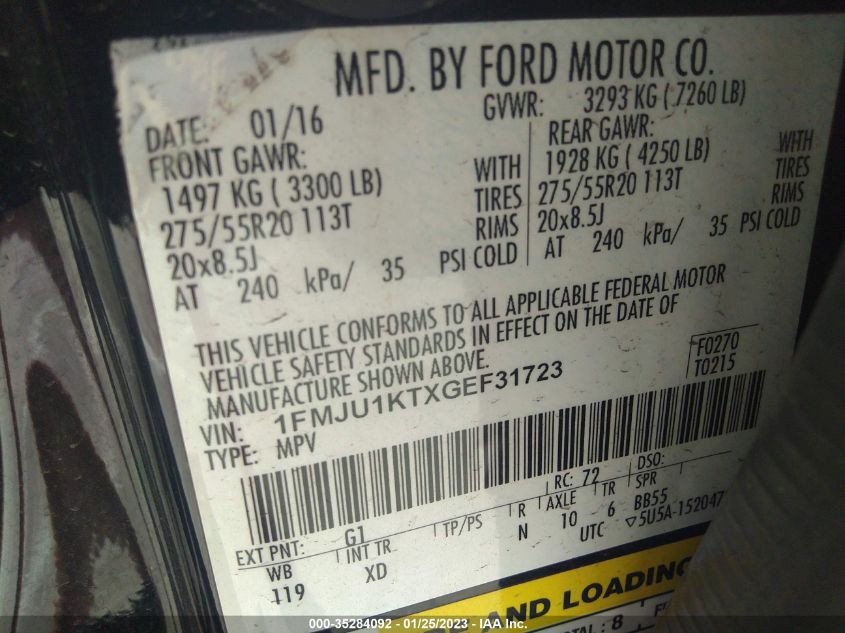 MFD. BY FORD MOTOR CO.
DATE: 01/16 GVWR: 3293 KG ( 7260 LB)
FRONT GAWR: REAR GAWR:
1497 KG ( 3300 LB) WITH 1928 KG ( 4250 LB) WITH
275/55R20 113T TIRES 275/55R20 113T TIRES
20x8.5J RIMS 20x8.5J RIMS
AT 240 kPa/ 35 PSI COLD AT 240 kPa/ 35 PSI COLD
THIS VEHICLE CONFORMS TO ALL APPLICABLE FEDERAL MOTOR
VEHICLE SAFETY STANDARDS IN EFFECT ON THE DATE OF
MANUFACTURE SHOWN ABOVE.
F0270
T0215
VIN: 1FMJU1KTXGEF31723
TYPE: MPV
RC: 72 DSO:
EXT PNT: G1
WB INT TR TP/PS R AXLE TR SPR
119 XD N 10 6 BB55
UTC ▽5U5A-152047
AND LOADING
: 8
000-35284092 - 01/25/2023 - IAA Inc.